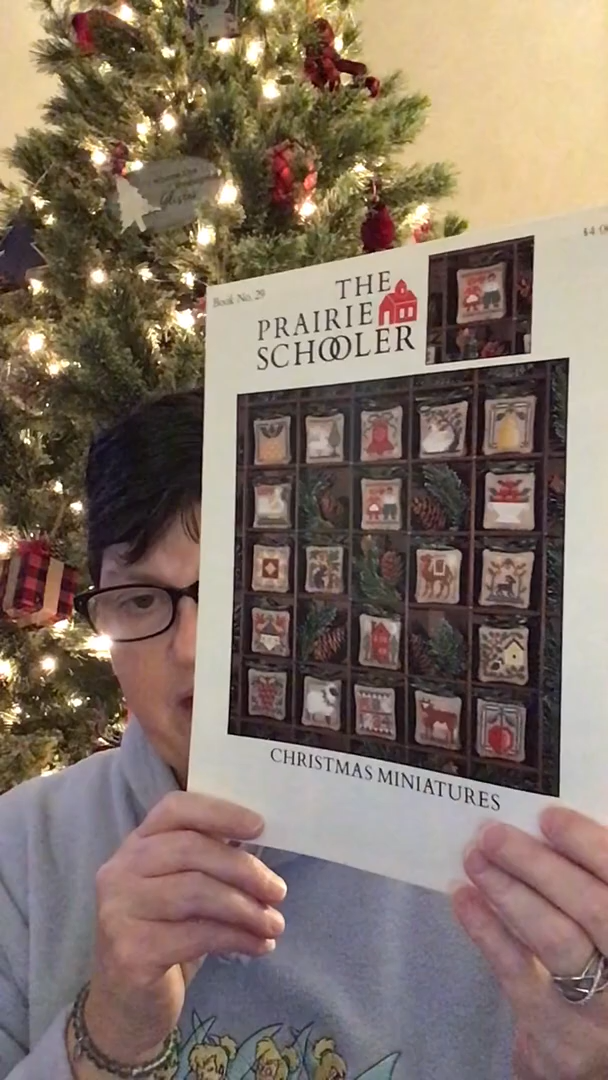 Book No. 29
THE
PRAIRIE
SCHOOLER
CHRISTMAS MINIATURES